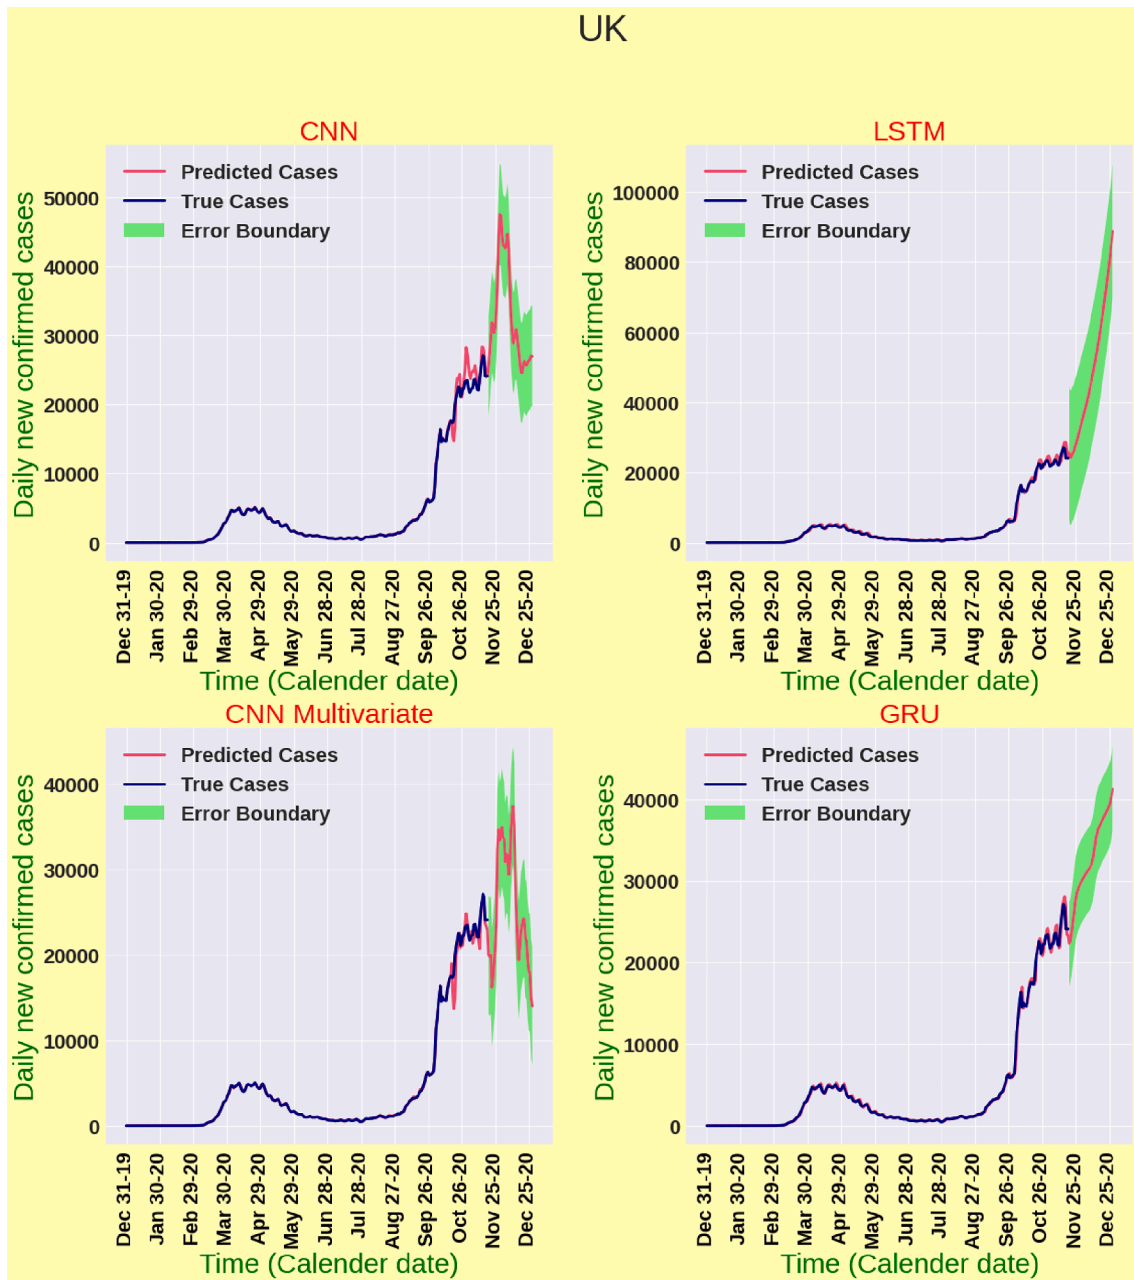 UK
CNN
Predicted Cases
True Cases
Error Boundary
Daily new confirmed cases
50000
40000
30000
20000
10000
0
Dec 31-19
Jan 30-20
Feb 29-20
Mar 30-20
Apr 29-20
May 29-20
Jun 28-20
Jul 28-20
Aug 27-20
Sep 26-20
Oct 26-20
Nov 25-20
Dec 25-20
Time (Calender date)
LSTM
Predicted Cases
True Cases
Error Boundary
Daily new confirmed cases
100000
80000
60000
40000
20000
0
Dec 31-19
Jan 30-20
Feb 29-20
Mar 30-20
Apr 29-20
May 29-20
Jun 28-20
Jul 28-20
Aug 27-20
Sep 26-20
Oct 26-20
Nov 25-20
Dec 25-20
Time (Calender date)
CNN Multivariate
Predicted Cases
True Cases
Error Boundary
Daily new confirmed cases
40000
30000
20000
10000
0
Dec 31-19
Jan 30-20
Feb 29-20
Mar 30-20
Apr 29-20
May 29-20
Jun 28-20
Jul 28-20
Aug 27-20
Sep 26-20
Oct 26-20
Nov 25-20
Dec 25-20
Time (Calender date)
GRU
Predicted Cases
True Cases
Error Boundary
Daily new confirmed cases
40000
30000
20000
10000
0
Dec 31-19
Jan 30-20
Feb 29-20
Mar 30-20
Apr 29-20
May 29-20
Jun 28-20
Jul 28-20
Aug 27-20
Sep 26-20
Oct 26-20
Nov 25-20
Dec 25-20
Time (Calender date)